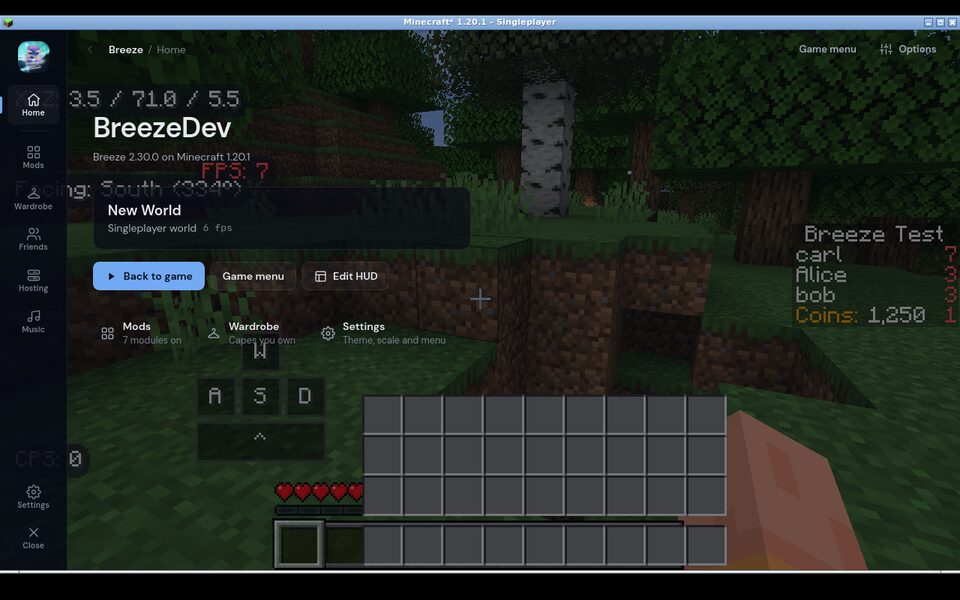 Minecraft* 1.20.1 - Singleplayer
Breeze / Home
Game menu
Options
XYZ: 3.5 / 71.0 / 5.5
Home
BreezeDev
Breeze 2.30.0 on Minecraft 1.20.1
FPS: 7
Mods
Facing: South (334°)
Wardrobe
New World
Singleplayer world 6 fps
Friends
Breeze Test
carl 7
Alice 3
bob 3
Coins: 1,250 1
Hosting
Back to game
Game menu
Edit HUD
Music
Mods
7 modules on
Wardrobe
Capes you own
Settings
Theme, scale and menu
W
A S D
^
CPS: 0
Settings
Close